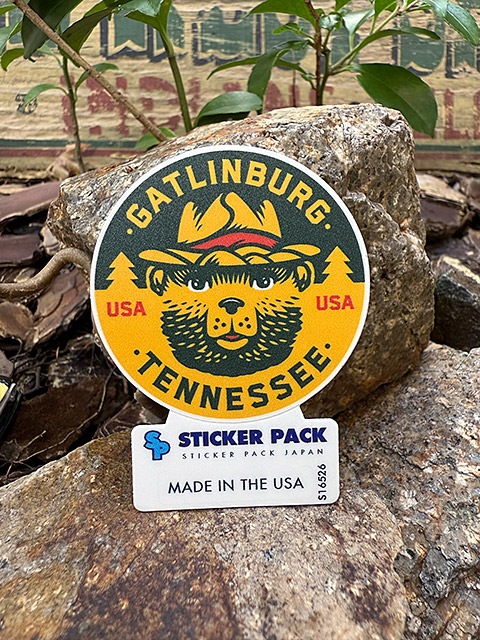 GATLINBURG
USA
USA
TENNESSEE
SP STICKER PACK
STICKER PACK JAPAN
MADE IN THE USA
S16526